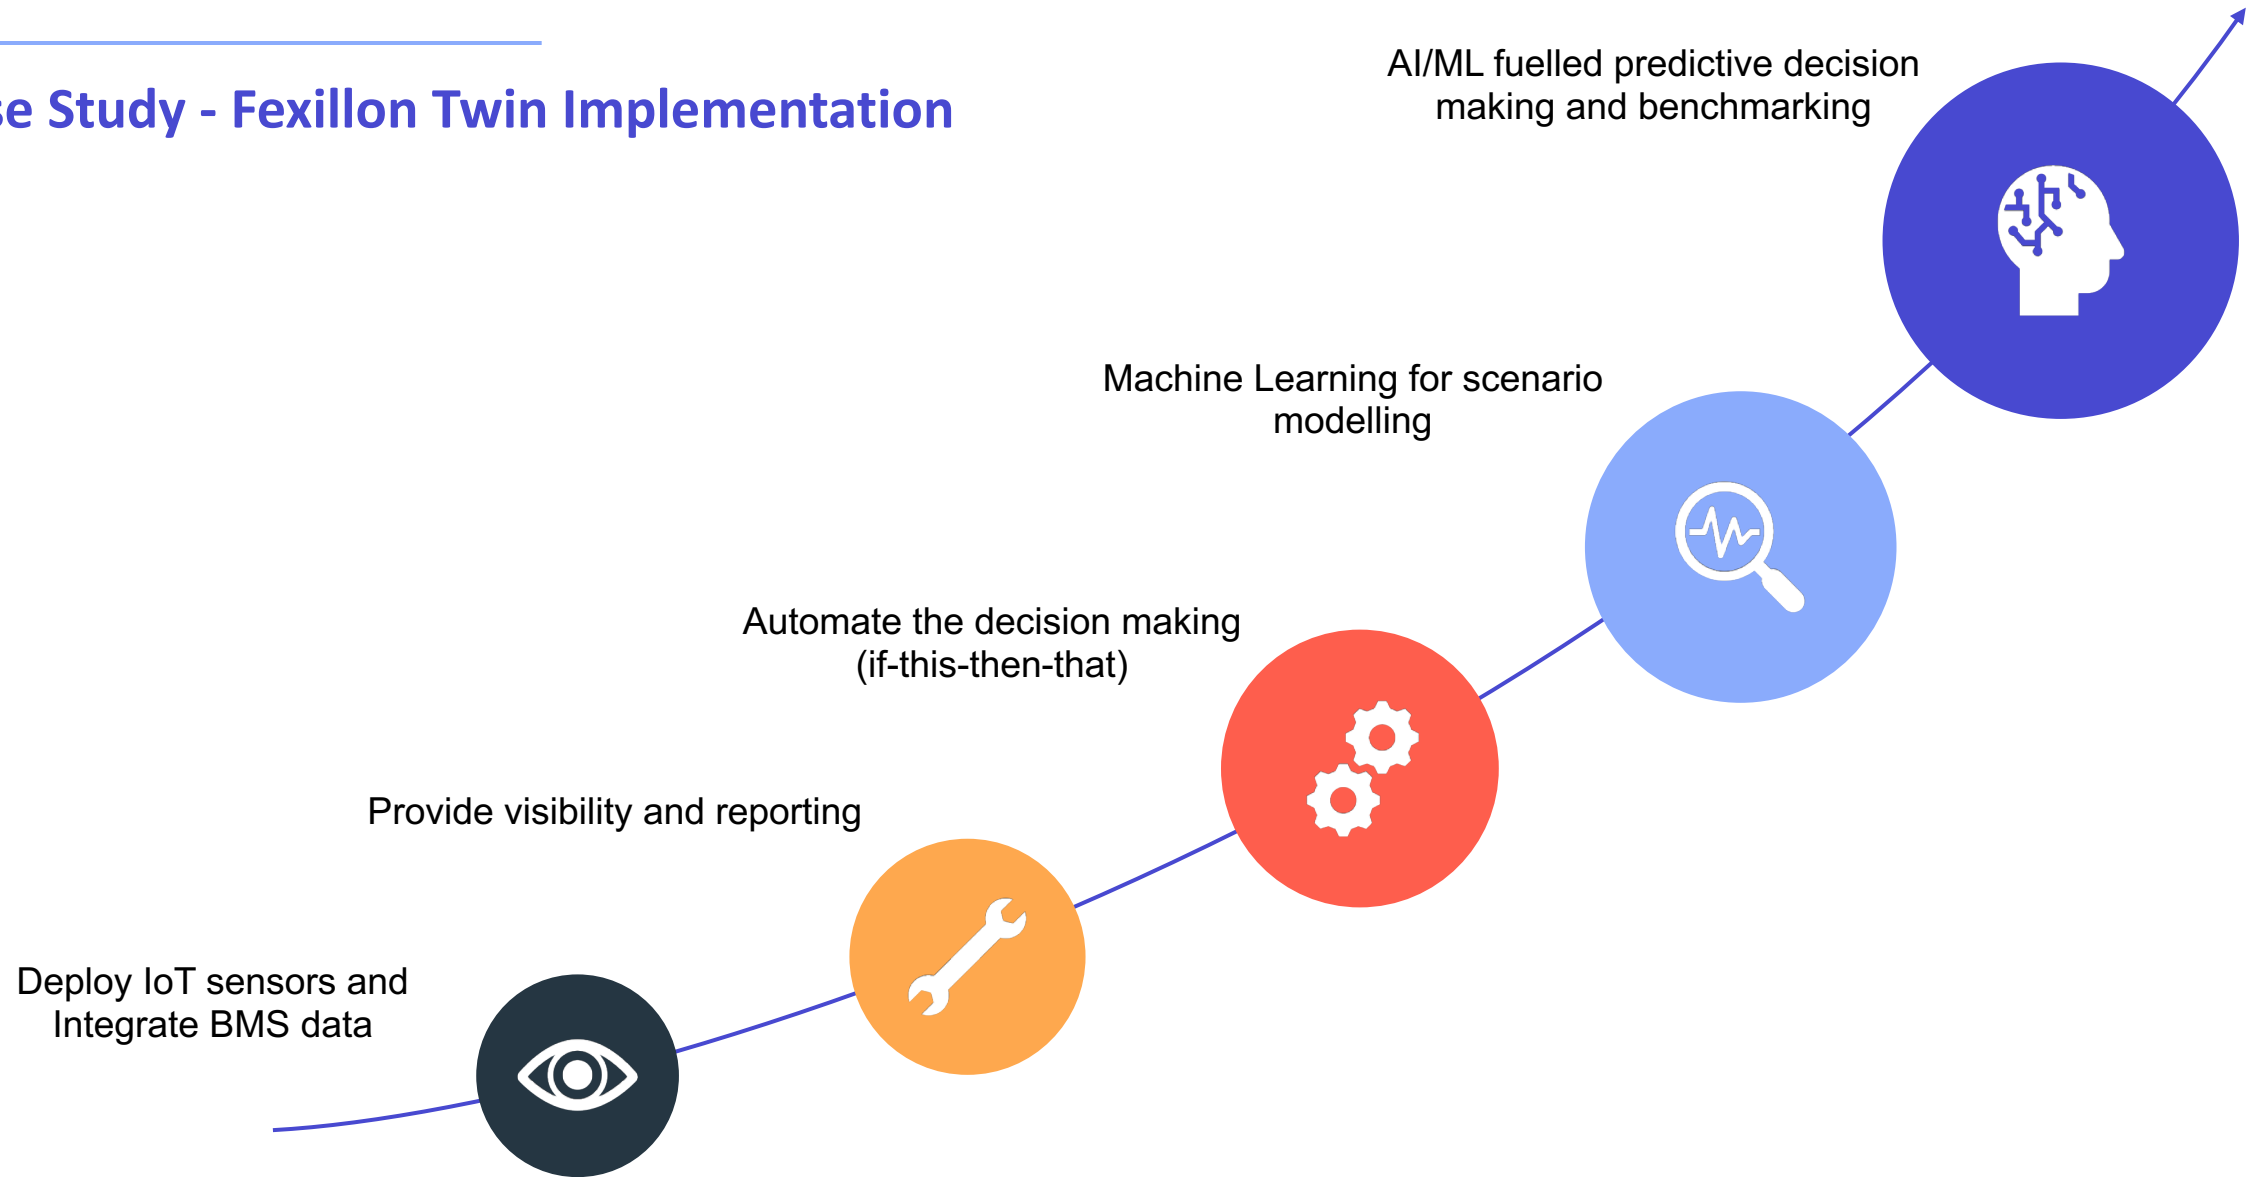 se Study - Fexillon Twin Implementation
AI/ML fuelled predictive decision
making and benchmarking
Machine Learning for scenario
modelling
Automate the decision making
(if-this-then-that)
Provide visibility and reporting
Deploy IoT sensors and
Integrate BMS data